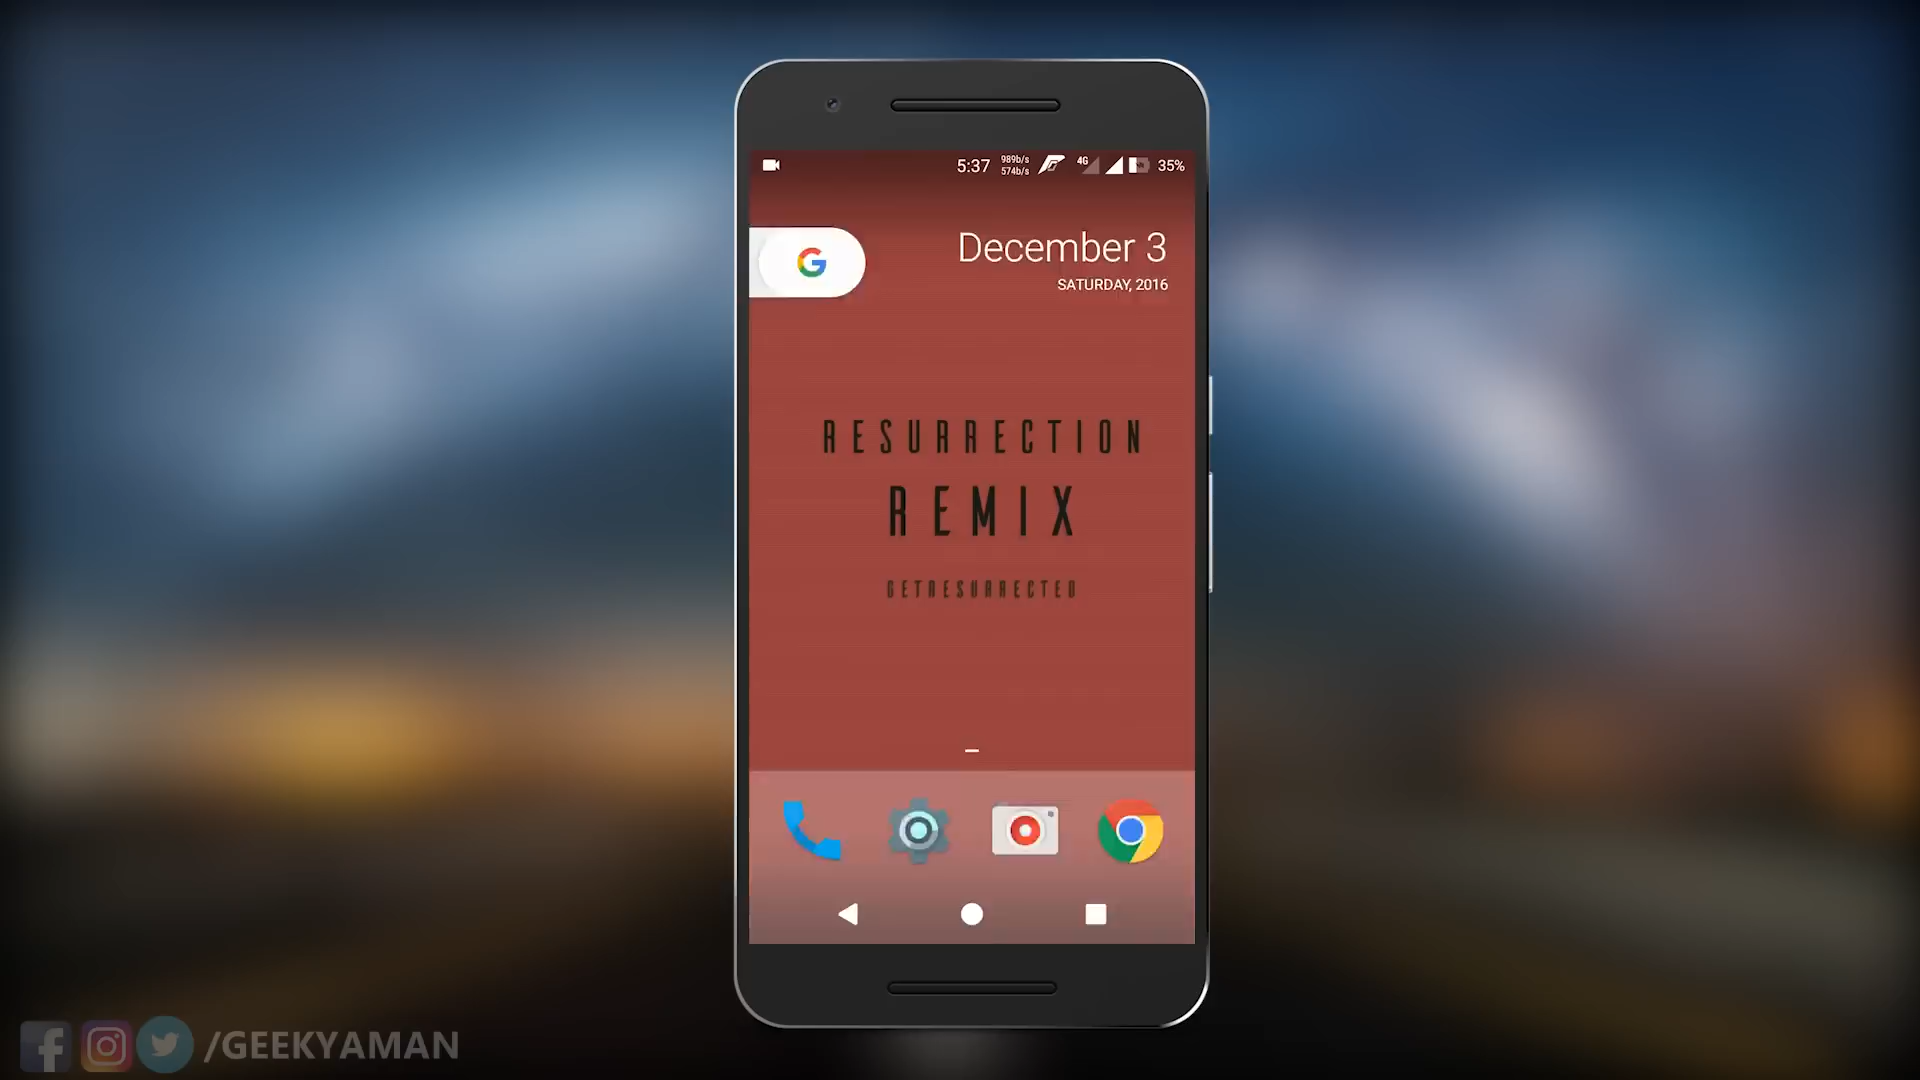 5:37 989b/s 574b/s 4G 35%
G
December 3
SATURDAY, 2016
RESURRECTION
REMIX
GETRESURRECTED
/GEEKYAMAN